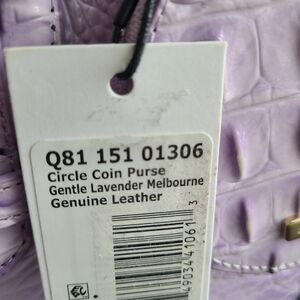 Q81 151 01306
Circle Coin Purse
Gentle Lavender Melbourne
Genuine Leather